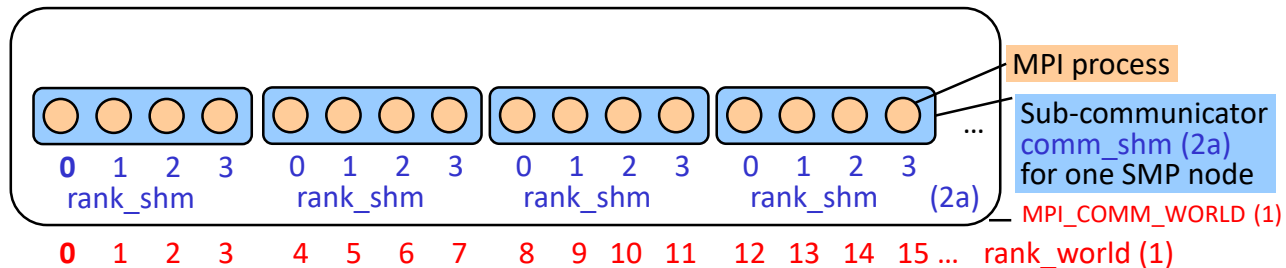 MPI process
Sub-communicator
comm_shm (2a)
for one SMP node
...
0 1 2 3 0 1 2 3 0 1 2 3 0 1 2 3
rank_shm rank_shm rank_shm rank_shm (2a)
MPI_COMM_WORLD (1)
0 1 2 3 4 5 6 7 8 9 10 11 12 13 14 15 ... rank_world (1)